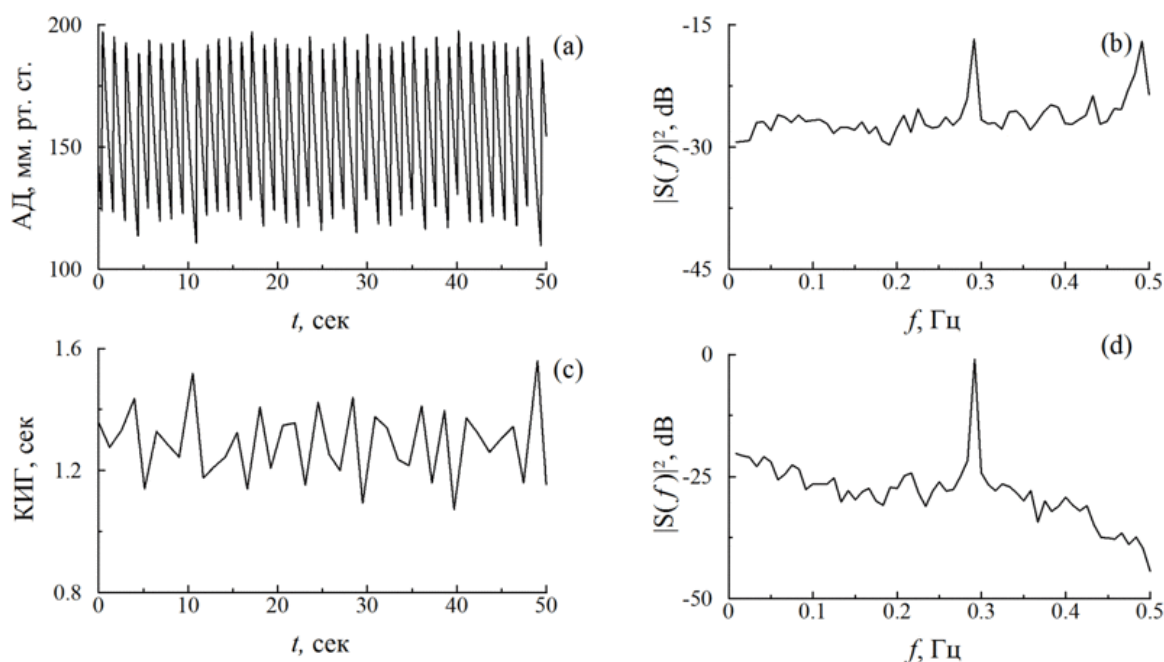 200
150
100
АД, мм. рт. ст.
0 10 20 30 40 50
t, сек
(a)
-15
-30
-45
|S(f)|², dB
0.1 0.2 0.3 0.4 0.5
f, Гц
(b)
1.6
1.2
0.8
КИГ, сек
0 10 20 30 40 50
t, сек
(c)
0
-25
-50
|S(f)|², dB
0.1 0.2 0.3 0.4 0.5
f, Гц
(d)